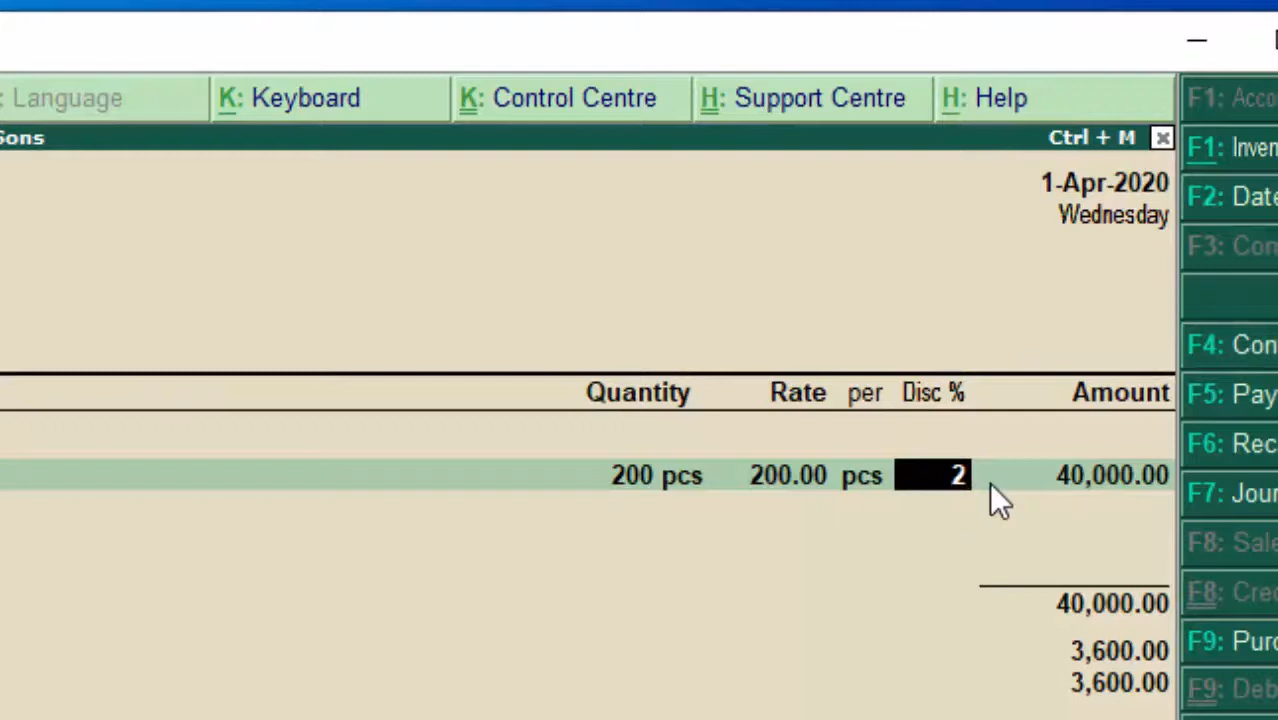 : Language K: Keyboard K: Control Centre H: Support Centre H: Help
Sons Ctrl + M
1-Apr-2020
Wednesday
Quantity Rate per Disc % Amount
200 pcs 200.00 pcs 2 40,000.00
40,000.00
3,600.00
3,600.00
F1: Acco
F1: Inven
F2: Date
F3: Com
F4: Con
F5: Pay
F6: Rec
F7: Jour
F8: Sale
F8: Cred
F9: Purc
F9: Deb